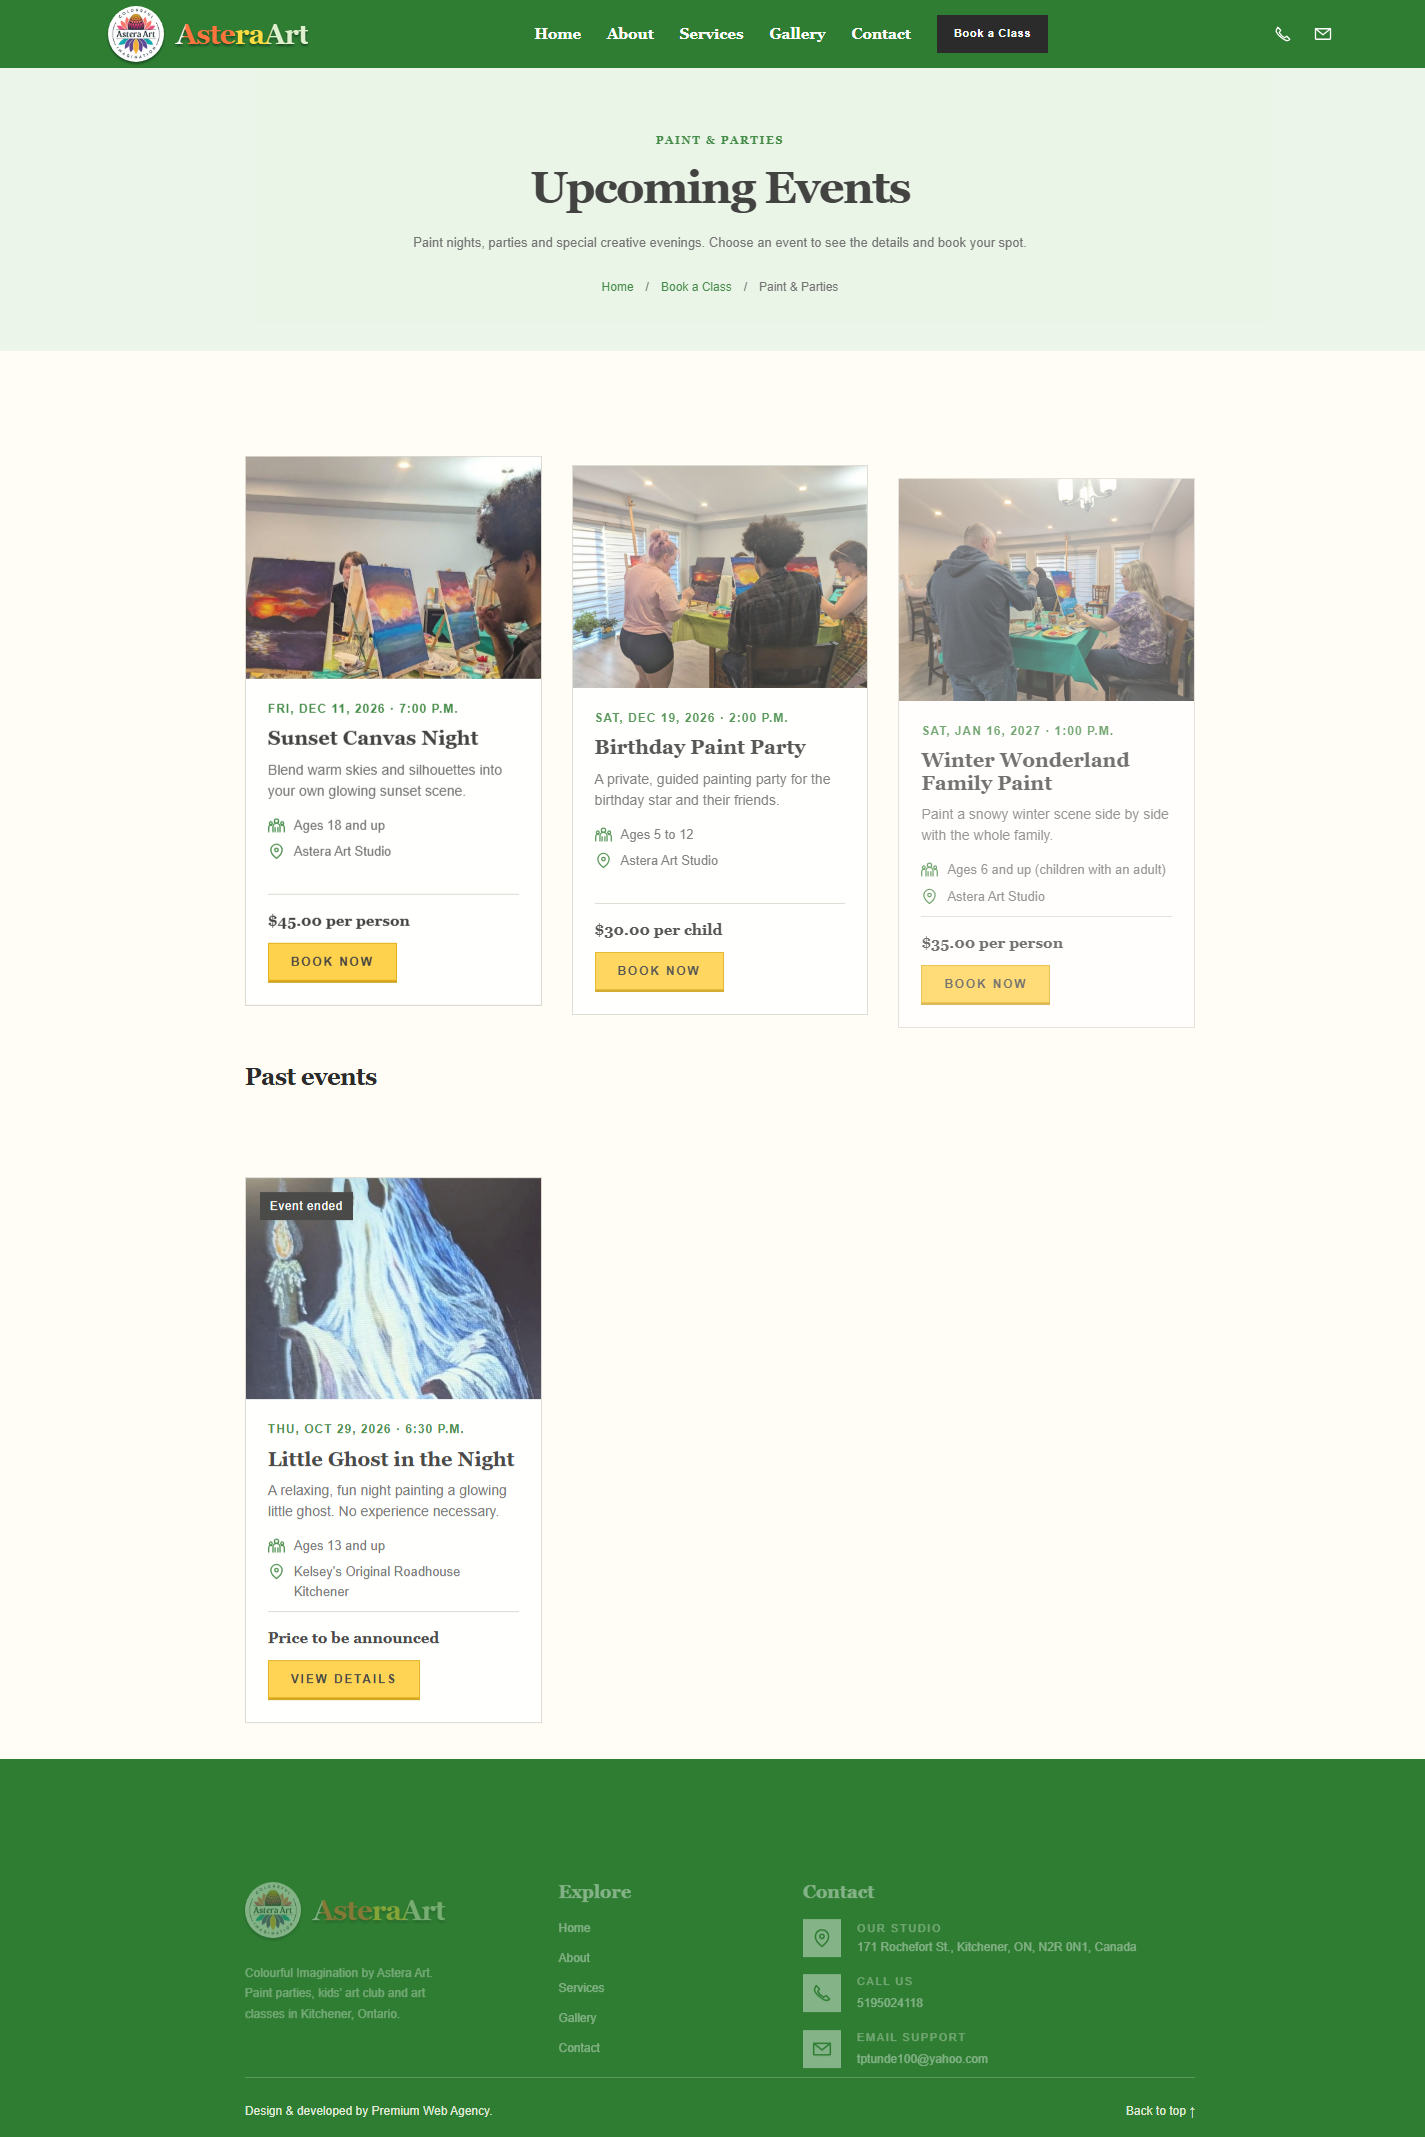 COLOURFUL
Astera Art
IMAGINATION
AsteraArt
Home
About
Services
Gallery
Contact
Book a Class
PAINT & PARTIES
Upcoming Events
Paint nights, parties and special creative evenings. Choose an event to see the details and book your spot.
Home / Book a Class / Paint & Parties
FRI, DEC 11, 2026 · 7:00 P.M.
Sunset Canvas Night
Blend warm skies and silhouettes into
your own glowing sunset scene.
Ages 18 and up
Astera Art Studio
$45.00 per person
BOOK NOW
SAT, DEC 19, 2026 · 2:00 P.M.
Birthday Paint Party
A private, guided painting party for the
birthday star and their friends.
Ages 5 to 12
Astera Art Studio
$30.00 per child
BOOK NOW
SAT, JAN 16, 2027 · 1:00 P.M.
Winter Wonderland
Family Paint
Paint a snowy winter scene side by side
with the whole family.
Ages 6 and up (children with an adult)
Astera Art Studio
$35.00 per person
BOOK NOW
Past events
Event ended
THU, OCT 29, 2026 · 6:30 P.M.
Little Ghost in the Night
A relaxing, fun night painting a glowing
little ghost. No experience necessary.
Ages 13 and up
Kelsey's Original Roadhouse
Kitchener
Price to be announced
VIEW DETAILS
COLOURFUL
Astera Art
IMAGINATION
AsteraArt
Colourful Imagination by Astera Art.
Paint parties, kids' art club and art
classes in Kitchener, Ontario.
Explore
Home
About
Services
Gallery
Contact
Contact
OUR STUDIO
171 Rochefort St., Kitchener, ON, N2R 0N1, Canada
CALL US
5195024118
EMAIL SUPPORT
tptunde100@yahoo.com
Design & developed by Premium Web Agency.
Back to top ↑